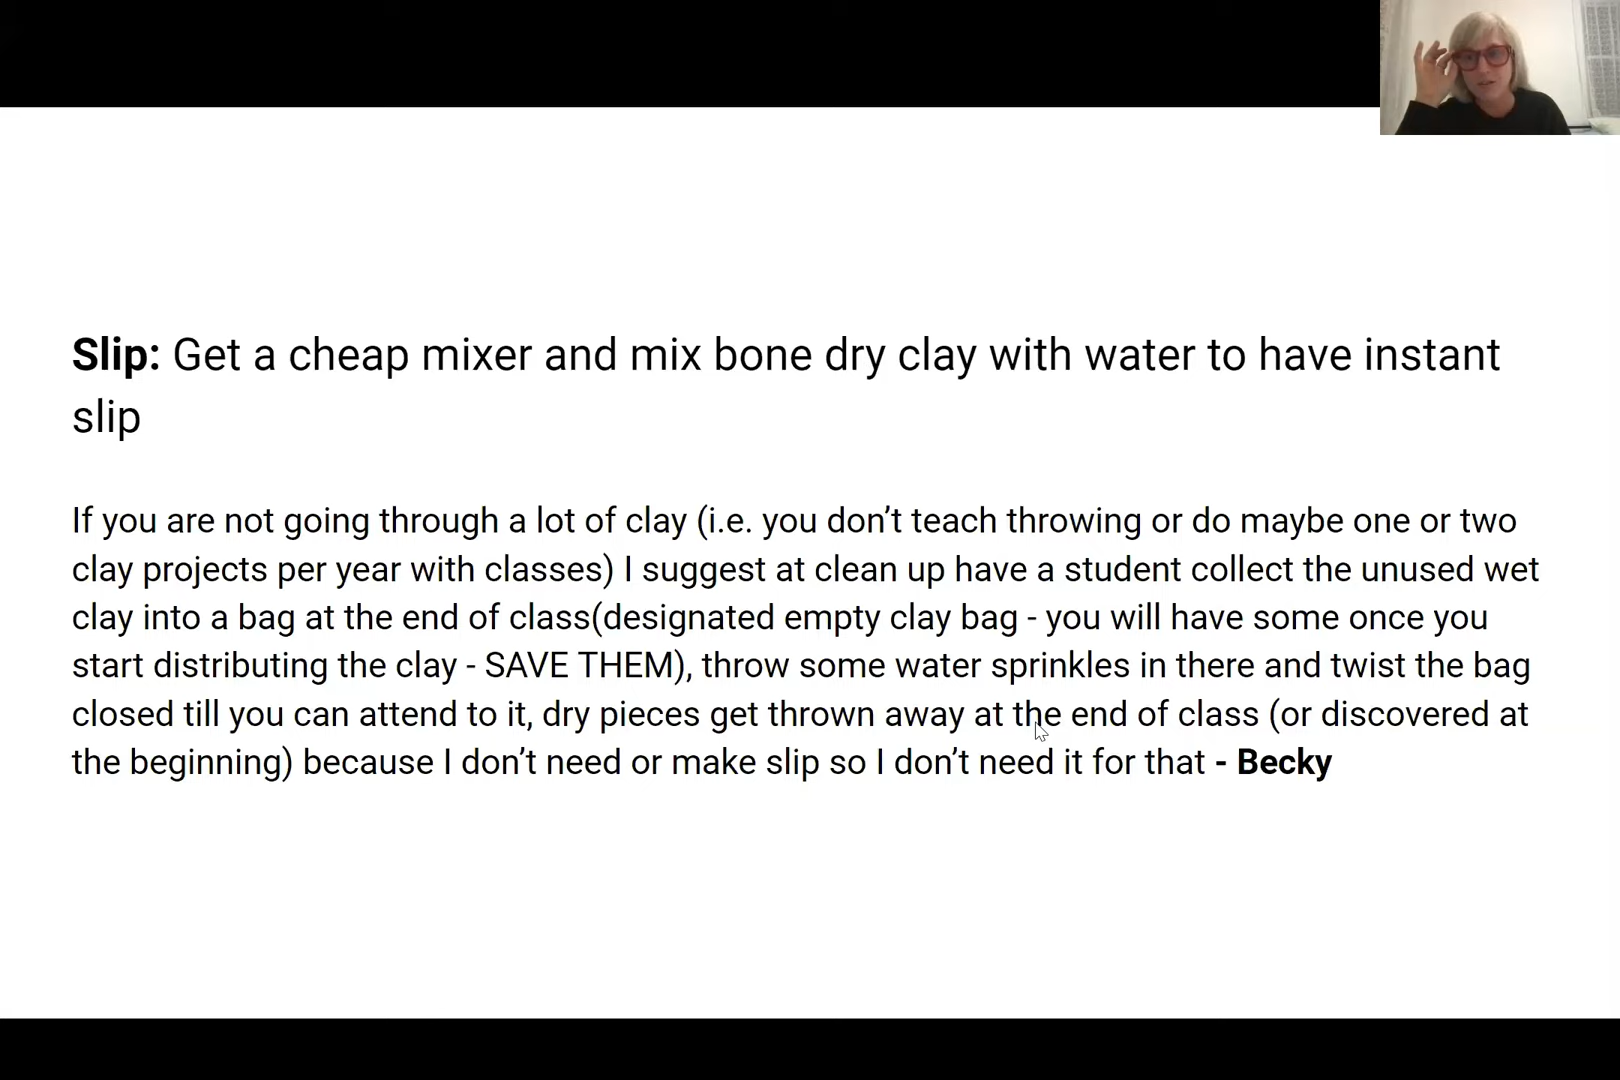 Slip: Get a cheap mixer and mix bone dry clay with water to have instant
slip
If you are not going through a lot of clay (i.e. you don’t teach throwing or do maybe one or two
clay projects per year with classes) I suggest at clean up have a student collect the unused wet
clay into a bag at the end of class(designated empty clay bag - you will have some once you
start distributing the clay - SAVE THEM), throw some water sprinkles in there and twist the bag
closed till you can attend to it, dry pieces get thrown away at the end of class (or discovered at
the beginning) because I don’t need or make slip so I don’t need it for that - Becky